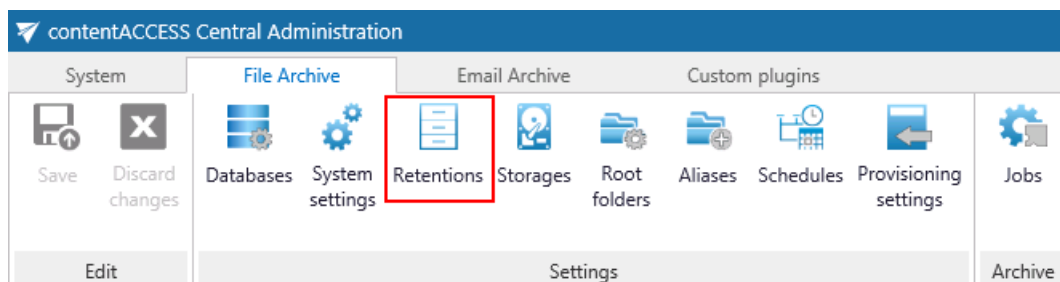 contentACCESS Central Administration
System File Archive Email Archive Custom plugins
Save Discard changes Databases System settings Retentions Storages Root folders Aliases Schedules Provisioning settings Jobs
Edit Settings Archive